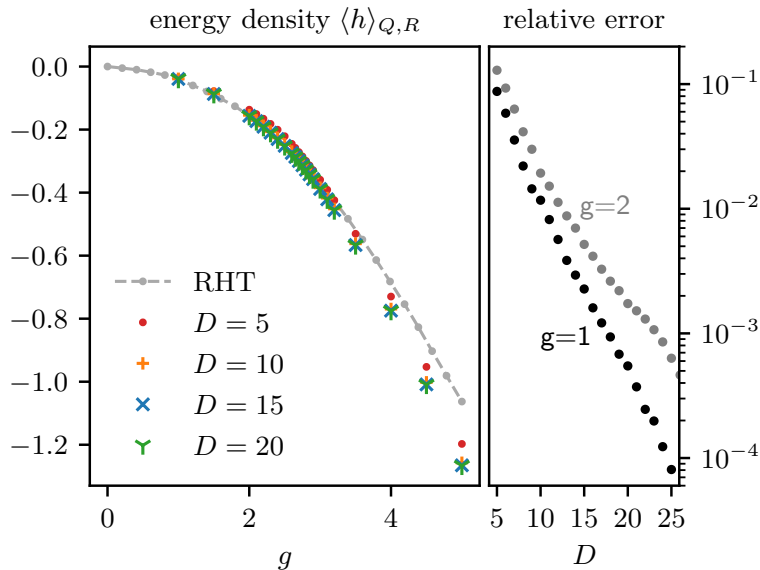 energy density ⟨h⟩Q,R
relative error
0.0
−0.2
−0.4
−0.6
−0.8
−1.0
−1.2
RHT
D = 5
D = 10
D = 15
D = 20
0
2
4
g
g=2
g=1
10⁻¹
10⁻²
10⁻³
10⁻⁴
5
10
15
20
25
D